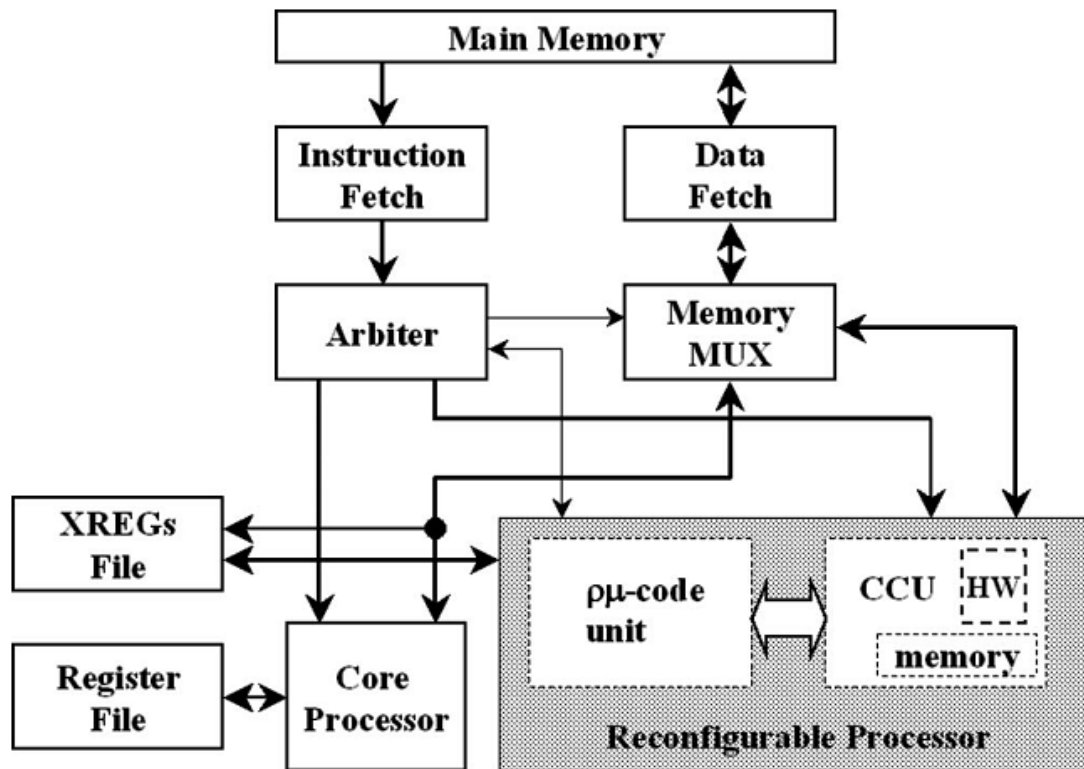 Main Memory
Instruction
Fetch
Data
Fetch
Arbiter
Memory
MUX
XREGs
File
ρμ-code
unit
CCU
HW
memory
Register
File
Core
Processor
Reconfigurable Processor